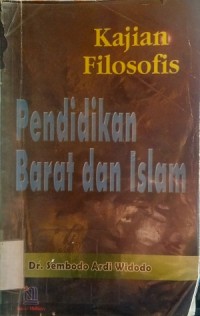 Kajian
Filosofis
Pendidikan
Barat dan Islam
Dr. Sembodo Ardi Widodo